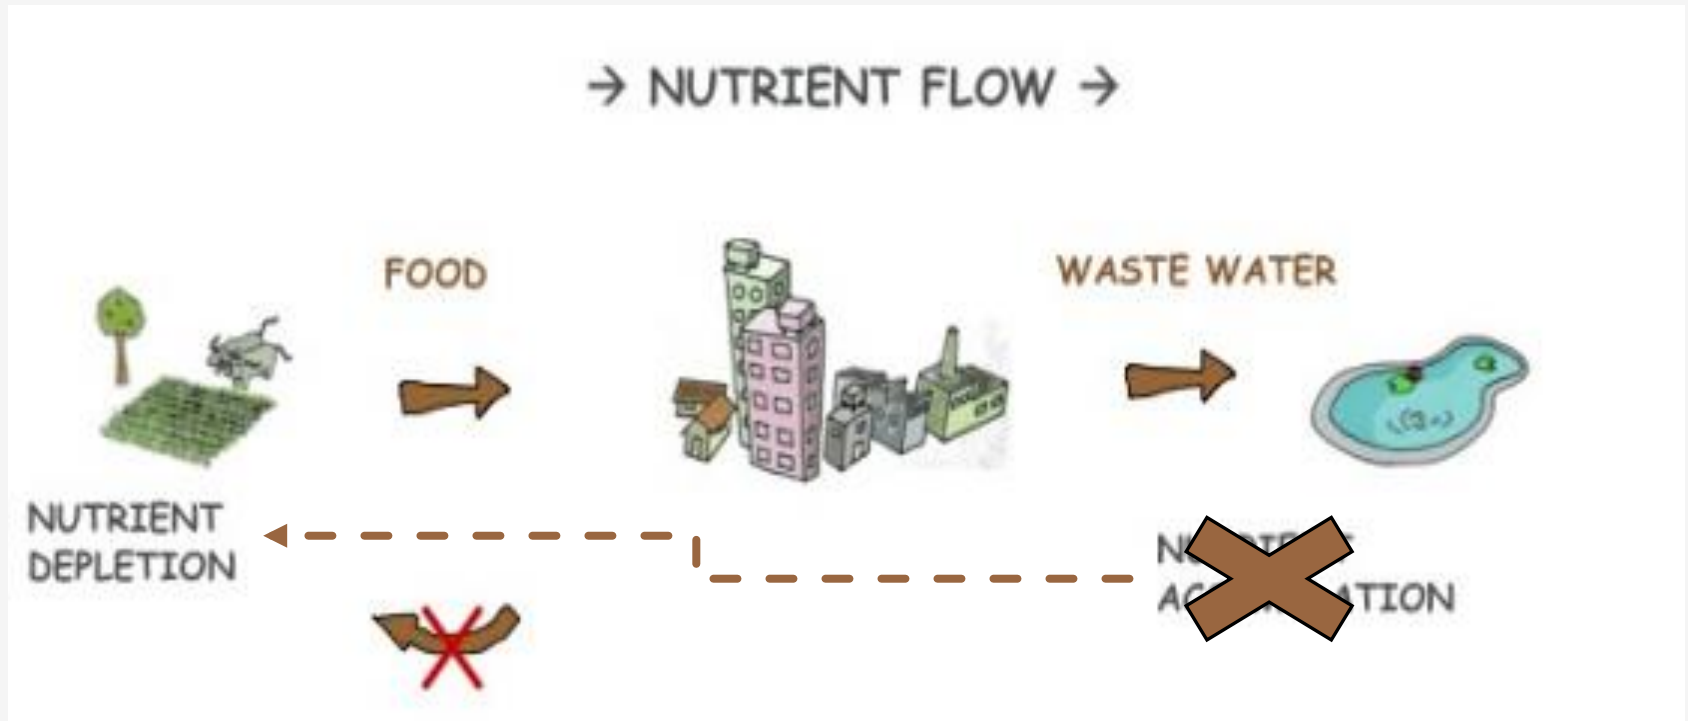 → NUTRIENT FLOW →
FOOD
WASTE WATER
NUTRIENT
DEPLETION